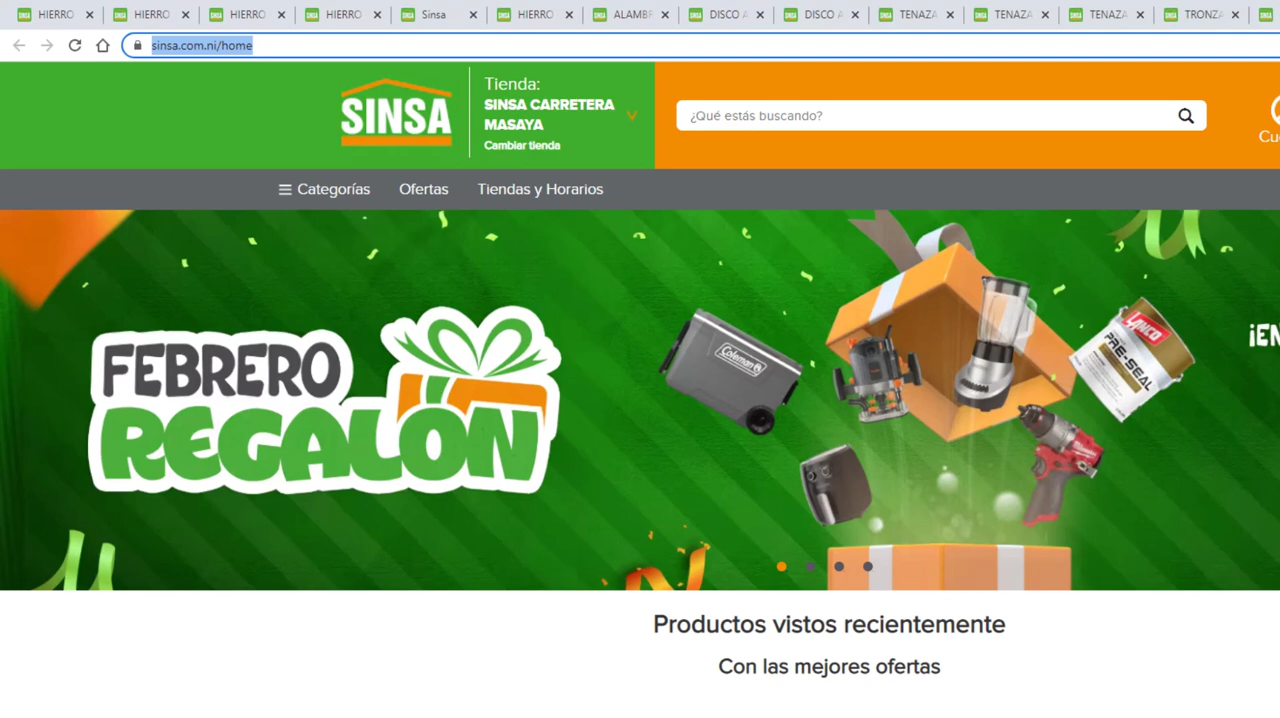 HIERRO
HIERRO
HIERRO
HIERRO
Sinsa
HIERRO
ALAMBR
DISCO A
DISCO A
TENAZA
TENAZA
TENAZA
TRONZA
sinsa.com.ni/home
SINSA
Tienda:
SINSA CARRETERA
MASAYA
Cambiar tienda
¿Qué estás buscando?
Categorías
Ofertas
Tiendas y Horarios
FEBRERO
REGALÓN
Coleman
LANCO
PRE-SEAL
Productos vistos recientemente
Con las mejores ofertas